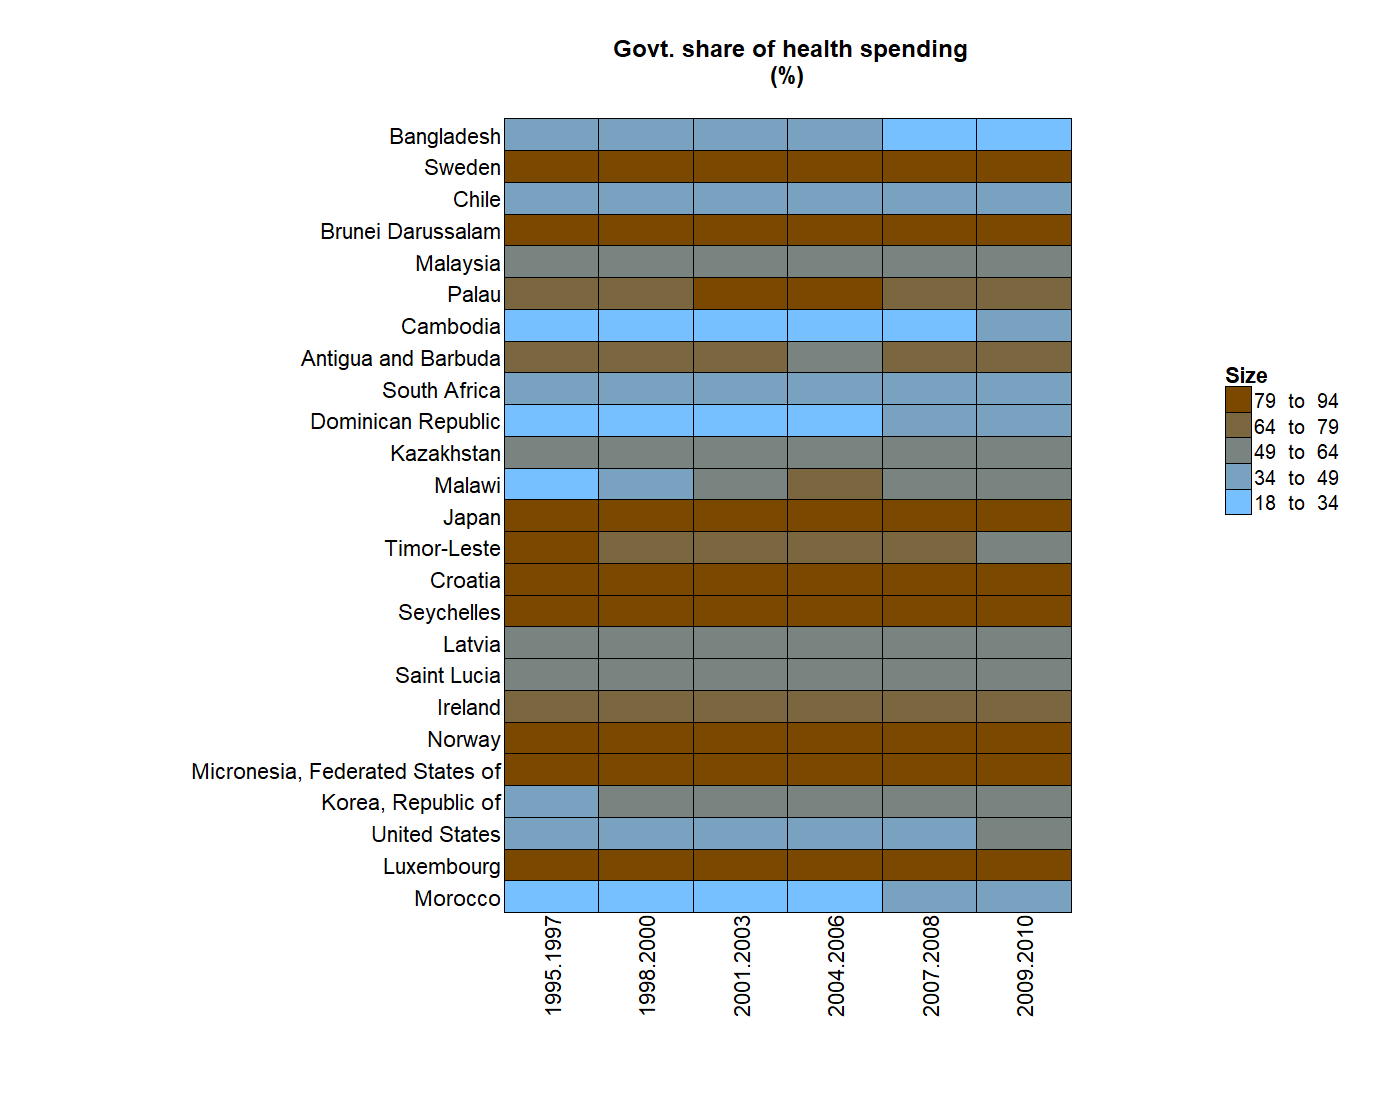 Govt. share of health spending
(%)
Bangladesh
Sweden
Chile
Brunei Darussalam
Malaysia
Palau
Cambodia
Antigua and Barbuda
South Africa
Dominican Republic
Kazakhstan
Malawi
Japan
Timor-Leste
Croatia
Seychelles
Latvia
Saint Lucia
Ireland
Norway
Micronesia, Federated States of
Korea, Republic of
United States
Luxembourg
Morocco
1995.1997
1998.2000
2001.2003
2004.2006
2007.2008
2009.2010
Size
79 to 94
64 to 79
49 to 64
34 to 49
18 to 34